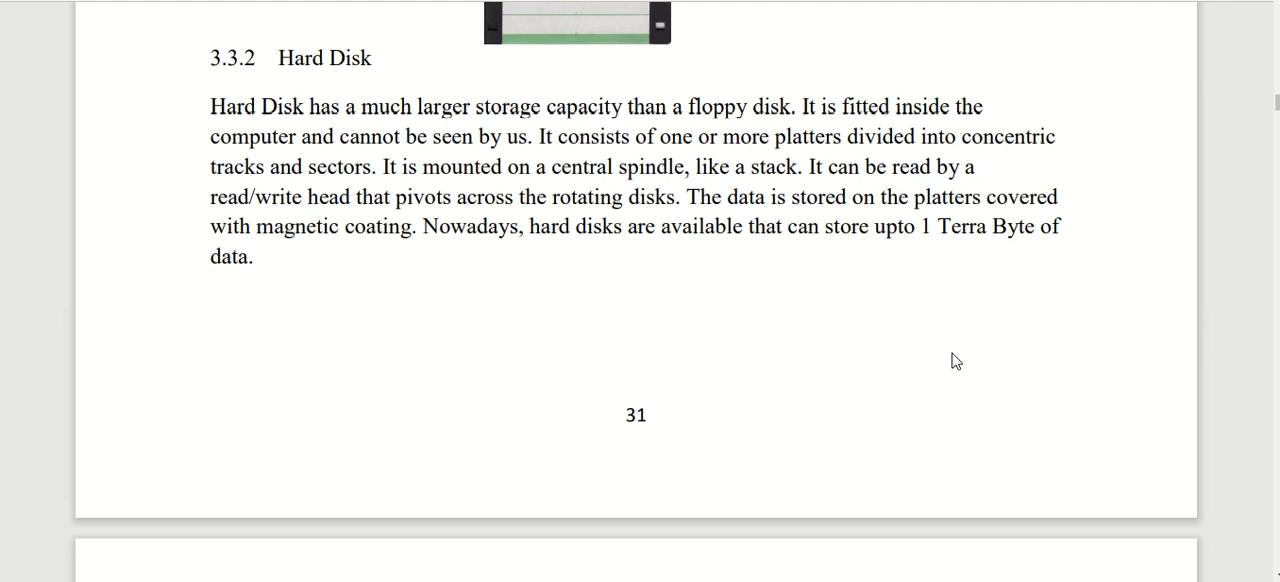 3.3.2 Hard Disk
Hard Disk has a much larger storage capacity than a floppy disk. It is fitted inside the
computer and cannot be seen by us. It consists of one or more platters divided into concentric
tracks and sectors. It is mounted on a central spindle, like a stack. It can be read by a
read/write head that pivots across the rotating disks. The data is stored on the platters covered
with magnetic coating. Nowadays, hard disks are available that can store upto 1 Terra Byte of
data.
31